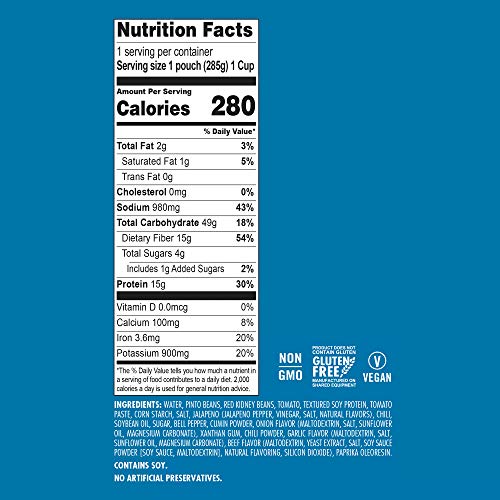 Nutrition Facts
1 serving per container
Serving size 1 pouch (285g) 1 Cup
Amount Per Serving
Calories 280
% Daily Value*
Total Fat 2g 3%
Saturated Fat 1g 5%
Trans Fat 0g
Cholesterol 0mg 0%
Sodium 980mg 43%
Total Carbohydrate 49g 18%
Dietary Fiber 15g 54%
Total Sugars 4g
Includes 1g Added Sugars 2%
Protein 15g 30%
Vitamin D 0.0mcg 0%
Calcium 100mg 8%
Iron 3.6mg 20%
Potassium 900mg 20%
*The % Daily Value tells you how much a nutrient in
a serving of food contributes to a daily diet. 2,000
calories a day is used for general nutrition advice.
NON
GMO
PRODUCT DOES NOT
CONTAIN GLUTEN
GLUTEN
FREE
MANUFACTURED ON
SHARED EQUIPMENT
V
VEGAN
INGREDIENTS: WATER, PINTO BEANS, RED KIDNEY BEANS, TOMATO, TEXTURED SOY PROTEIN, TOMATO
PASTE, CORN STARCH, SALT, JALAPENO (JALAPENO PEPPER, VINEGAR, SALT, NATURAL FLAVORS), CHILI,
SOYBEAN OIL, SUGAR, BELL PEPPER, CUMIN POWDER, ONION FLAVOR (MALTODEXTRIN, SALT, SUNFLOWER
OIL, MAGNESIUM CARBONATE), XANTHAN GUM, CHILI POWDER, GARLIC FLAVOR (MALTODEXTRIN, SALT,
SUNFLOWER OIL, MAGNESIUM CARBONATE), BEEF FLAVOR (MALTODEXTRIN, YEAST EXTRACT, SALT, SOY SAUCE
POWDER [SOY SAUCE, MALTODEXTRIN], NATURAL FLAVORING, SILICON DIOXIDE), PAPRIKA OLEORESIN.
CONTAINS SOY.
NO ARTIFICIAL PRESERVATIVES.